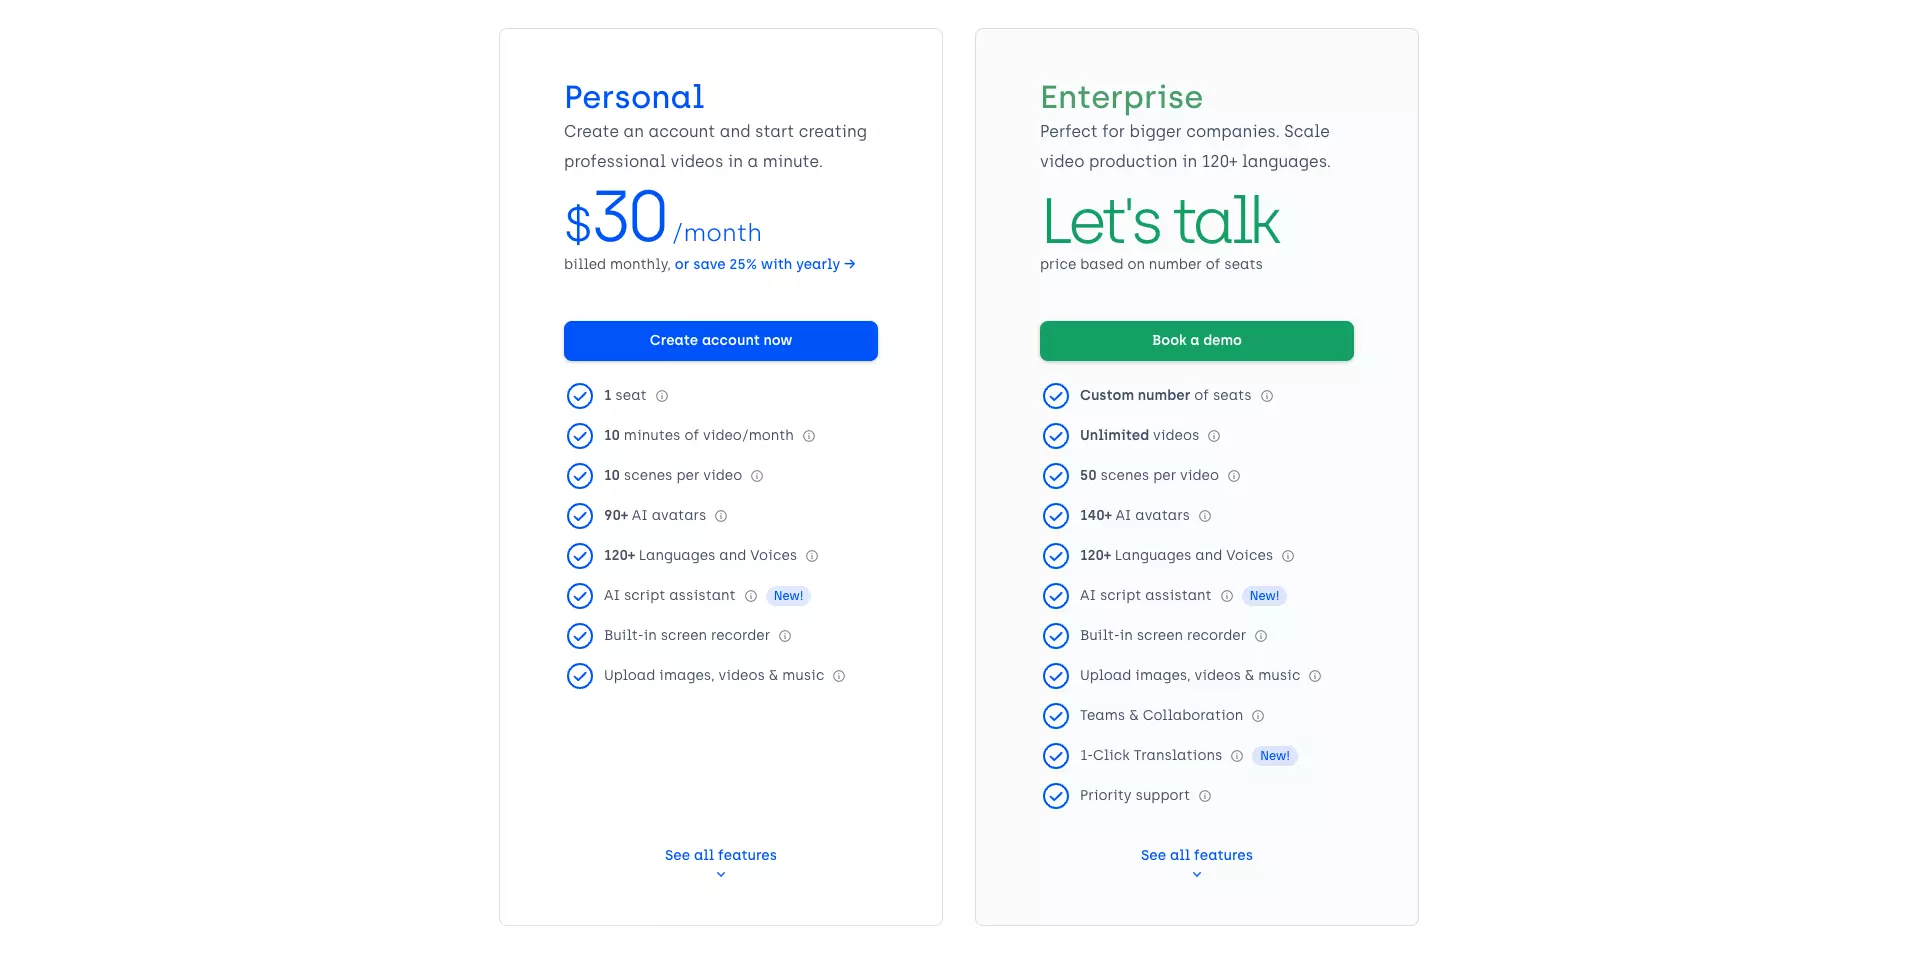 Personal
Create an account and start creating
professional videos in a minute.
$30 /month
billed monthly, or save 25% with yearly →
Create account now
1 seat
10 minutes of video/month
10 scenes per video
90+ AI avatars
120+ Languages and Voices
AI script assistant New!
Built-in screen recorder
Upload images, videos & music
See all features
Enterprise
Perfect for bigger companies. Scale
video production in 120+ languages.
Let's talk
price based on number of seats
Book a demo
Custom number of seats
Unlimited videos
50 scenes per video
140+ AI avatars
120+ Languages and Voices
AI script assistant New!
Built-in screen recorder
Upload images, videos & music
Teams & Collaboration
1-Click Translations New!
Priority support
See all features